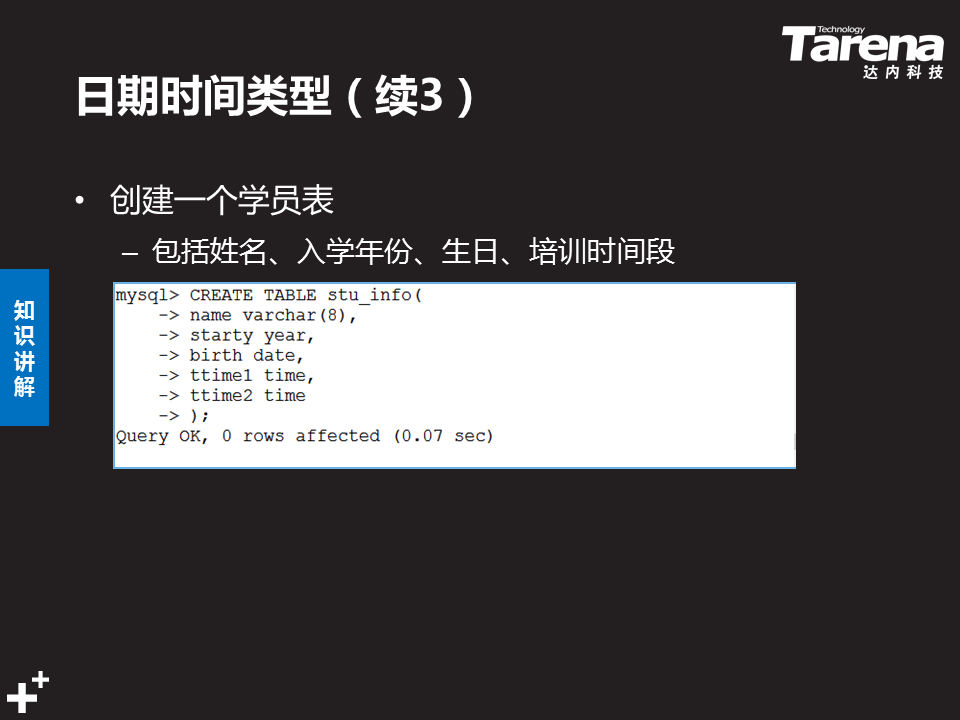 Technology
Tarena
达内科技
日期时间类型（续3）
• 创建一个学员表
– 包括姓名、入学年份、生日、培训时间段
知识讲解
mysql> CREATE TABLE stu_info(
    -> name varchar(8),
    -> starty year,
    -> birth date,
    -> ttime1 time,
    -> ttime2 time
    -> );
Query OK, 0 rows affected (0.07 sec)